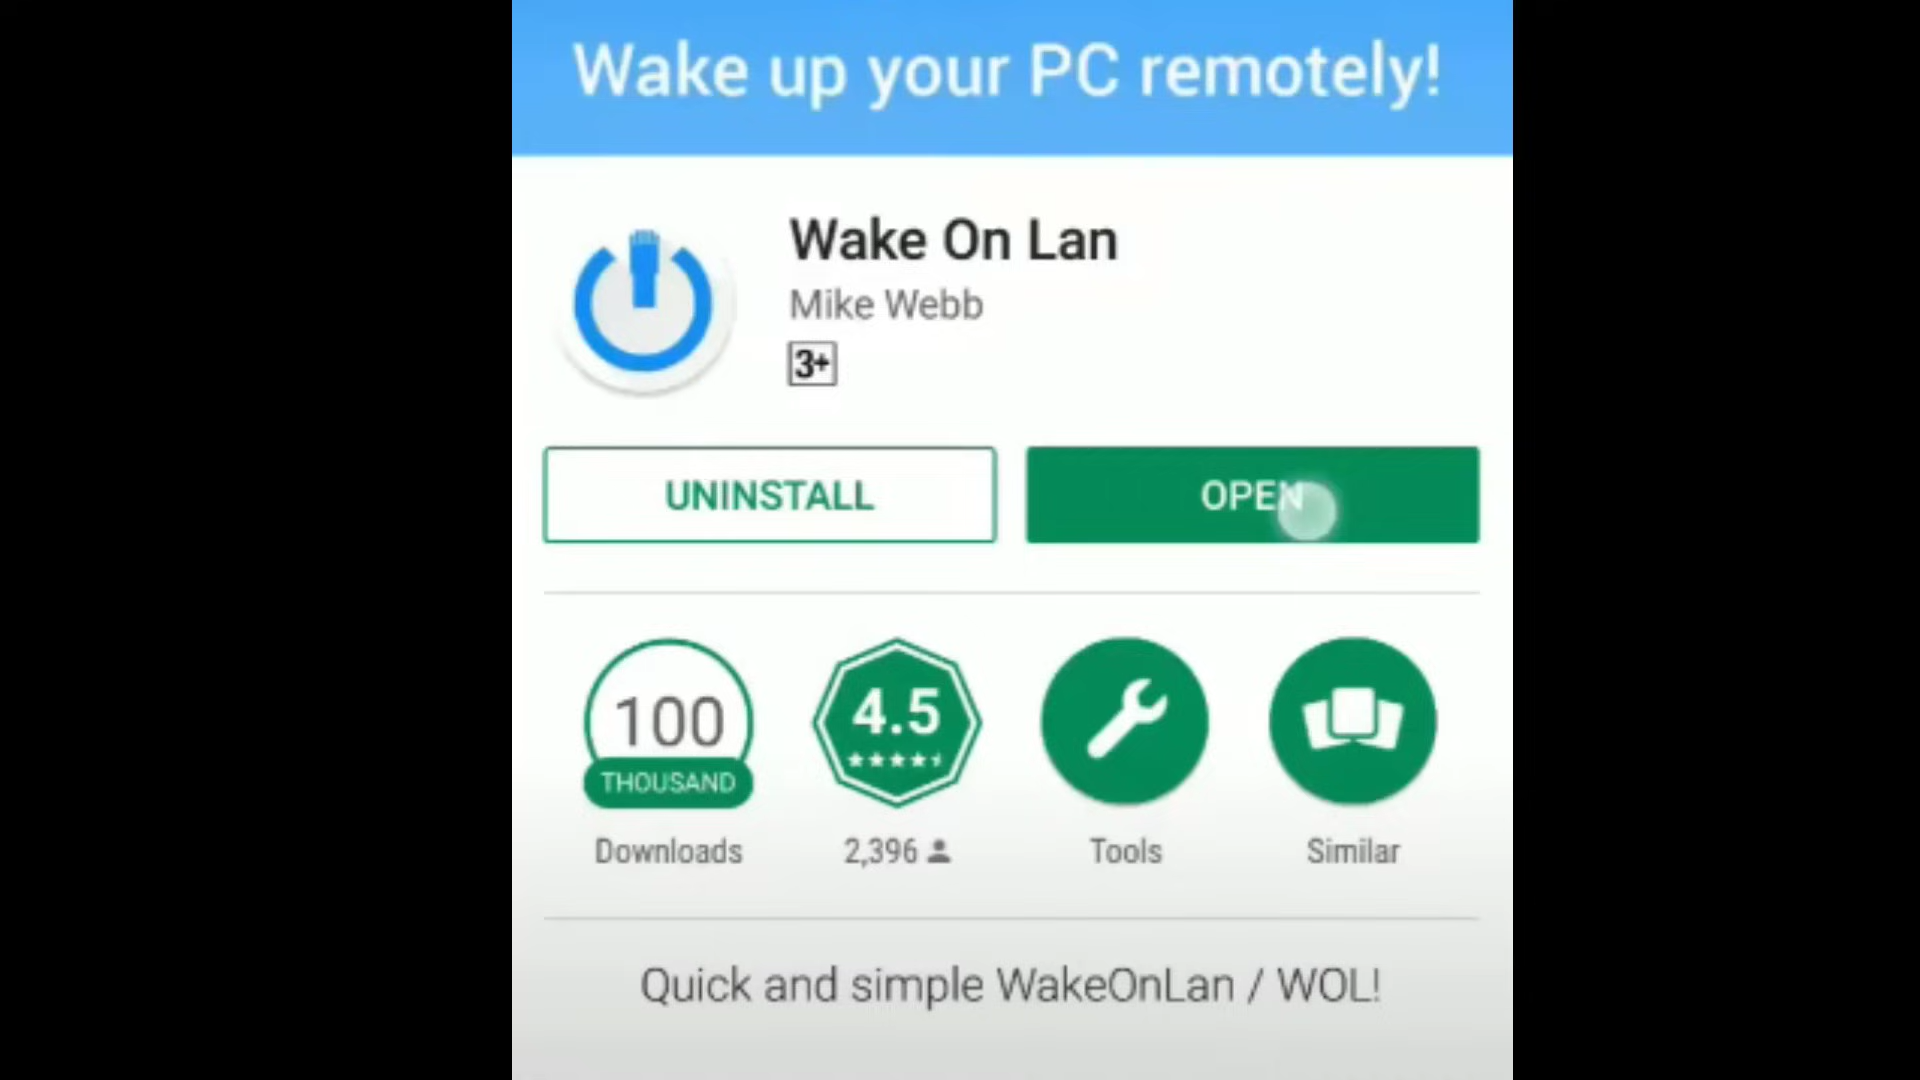 Wake up your PC remotely!
Wake On Lan
Mike Webb
3+
UNINSTALL
OPEN
100
THOUSAND
Downloads
4.5
2,396
Tools
Similar
Quick and simple WakeOnLan / WOL!